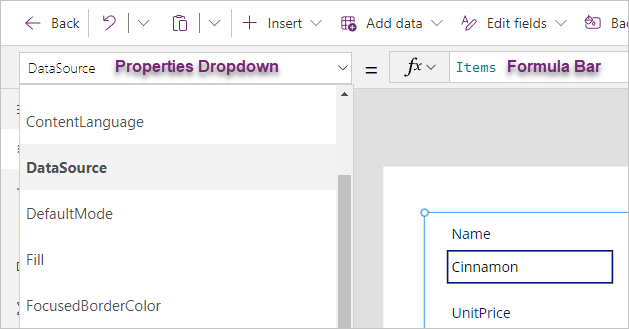 Back Insert Add data Edit fields Bac
DataSource Properties Dropdown = fx Items Formula Bar
ContentLanguage
DataSource
DefaultMode
Fill
FocusedBorderColor
Name
Cinnamon
UnitPrice